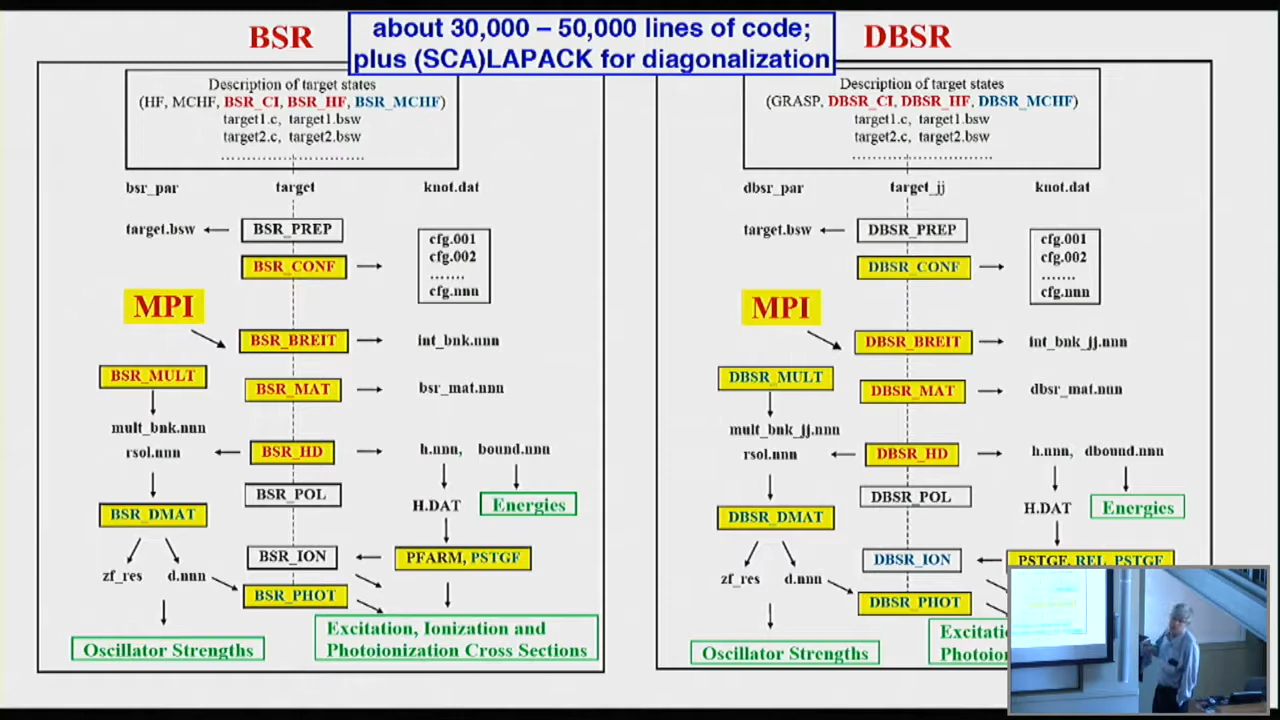 about 30,000 – 50,000 lines of code;
plus (SCA)LAPACK for diagonalization
BSR
Description of target states
(HF, MCHF, BSR_CI, BSR_HF, BSR_MCHF)
target1.c, target1.bsw
target2.c, target2.bsw
........................................
bsr_par target knot.dat
target.bsw BSR_PREP
cfg.001
cfg.002
.......
cfg.nnn
BSR_CONF
MPI
BSR_BREIT int_bnk.nnn
BSR_MULT BSR_MAT bsr_mat.nnn
mult_bnk.nnn
rsol.nnn BSR_HD h.nnn, bound.nnn
BSR_POL
H.DAT Energies
BSR_DMAT
BSR_ION PFARM, PSTGF
zf_res d.nnn
BSR_PHOT
Excitation, Ionization and
Photoionization Cross Sections
Oscillator Strengths
DBSR
Description of target states
(GRASP, DBSR_CI, DBSR_HF, DBSR_MCHF)
target1.c, target1.bsw
target2.c, target2.bsw
.......................................
dbsr_par target_jj knot.dat
target.bsw DBSR_PREP
cfg.001
cfg.002
.......
cfg.nnn
DBSR_CONF
MPI
DBSR_BREIT int_bnk_jj.nnn
DBSR_MULT DBSR_MAT dbsr_mat.nnn
mult_bnk_jj.nnn
rsol.nnn DBSR_HD h.nnn, dbound.nnn
DBSR_POL
H.DAT Energies
DBSR_DMAT
DBSR_ION PSTGF, REL_PSTGF
zf_res d.nnn
DBSR_PHOT
Oscillator Strengths